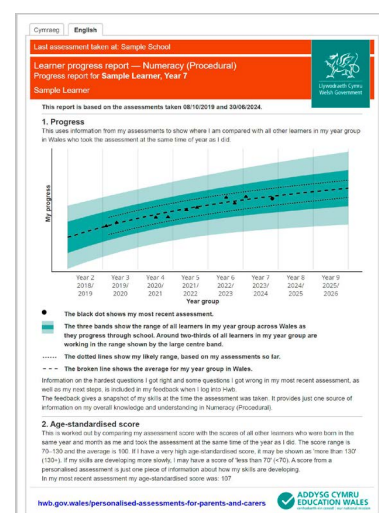 Cymraeg English
Last assessment taken at: Sample School
Learner progress report — Numeracy (Procedural)
Progress report for Sample Learner, Year 7
Sample Learner
Llywodraeth Cymru
Welsh Government
This report is based on the assessments taken 08/10/2019 and 30/06/2024.
1. Progress
This uses information from my assessments to show where I am compared with all other learners in my year group
in Wales who took the assessment at the same time of year as I did.
My progress
Year 2 Year 3 Year 4 Year 5 Year 6 Year 7 Year 8 Year 9
2018/ 2019/ 2020/ 2021/ 2022/ 2023/ 2024/ 2025/
2019 2020 2021 2022 2023 2024 2025 2026
Year group
The black dot shows my most recent assessment.
The three bands show the range of all learners in my year group across Wales as
they progress through school. Around two-thirds of all learners in my year group are
working in the range shown by the large centre band.
The dotted lines show my likely range, based on my assessments so far.
The broken line shows the average for my year group in Wales.
Information on the hardest questions I got right and some questions I got wrong in my most recent assessment, as
well as my next steps, is included in my feedback when I log into Hwb.
The feedback gives a snapshot of my skills at the time the assessment was taken. It provides just one source of
information on my overall knowledge and understanding in Numeracy (Procedural).
2. Age-standardised score
This is worked out by comparing my assessment score with the scores of all other learners who were born in the
same year and month as me and took the assessment at the same time of year as I did. The score range is
70–130 and the average is 100. If I have a very high age-standardised score, it may be shown as 'more than 130'
(130+). If my skills are developing more slowly, I may have a score of 'less than 70' (<70). A score from a
personalised assessment is just one piece of information about how my skills are developing.
In my most recent assessment my score was: 107
hwb.gov.wales/personalised-assessments-for-parents-and-carers
ADDYSG CYMRU
EDUCATION WALES